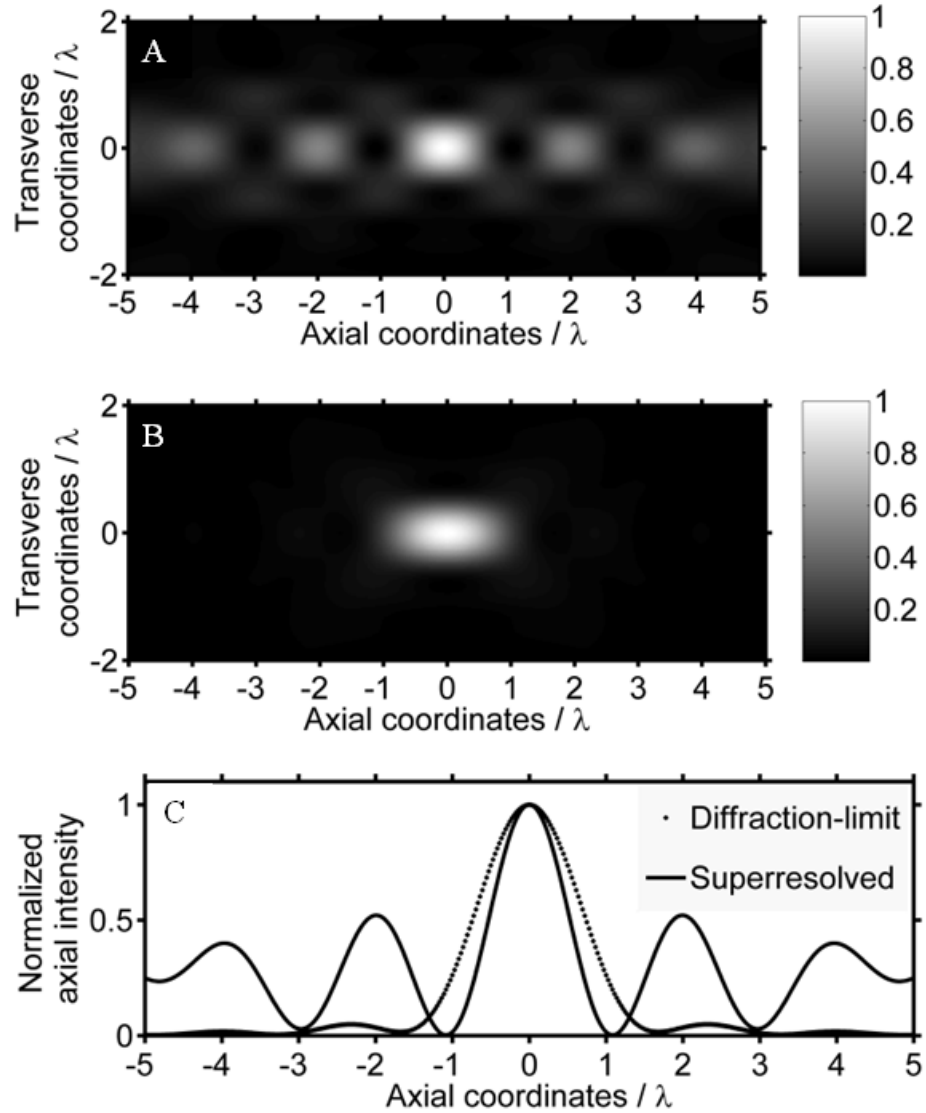 A
Transverse
coordinates / λ
2
0
-2
-5 -4 -3 -2 -1 0 1 2 3 4 5
Axial coordinates / λ
1
0.8
0.6
0.4
0.2
B
Transverse
coordinates / λ
2
0
-2
-5 -4 -3 -2 -1 0 1 2 3 4 5
Axial coordinates / λ
1
0.8
0.6
0.4
0.2
C
Normalized
axial intensity
1
0.5
0
Diffraction-limit
Superresolved
-5 -4 -3 -2 -1 0 1 2 3 4 5
Axial coordinates / λ